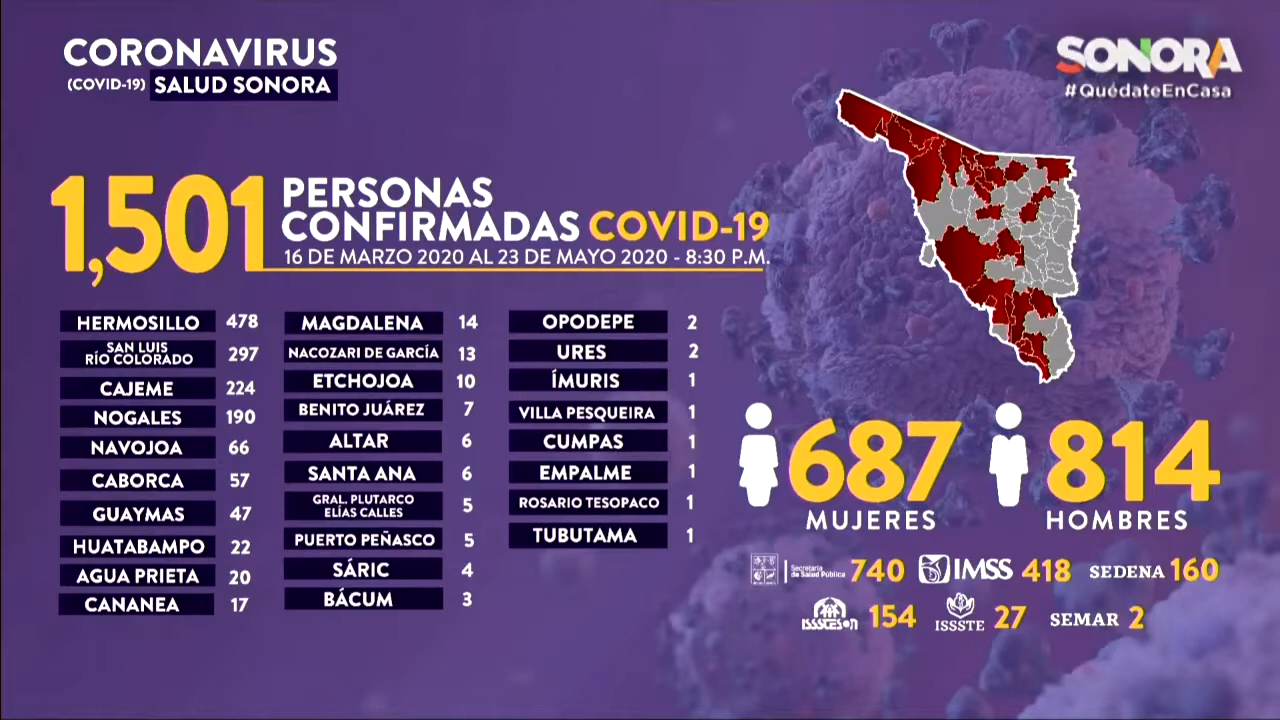 CORONAVIRUS
(COVID-19) SALUD SONORA
SONORA
#QuédateEnCasa
1,501 PERSONAS
CONFIRMADAS COVID-19
16 DE MARZO 2020 AL 23 DE MAYO 2020 - 8:30 P.M.
HERMOSILLO 478
SAN LUIS
RÍO COLORADO 297
CAJEME 224
NOGALES 190
NAVOJOA 66
CABORCA 57
GUAYMAS 47
HUATABAMPO 22
AGUA PRIETA 20
CANANEA 17
MAGDALENA 14
NACOZARI DE GARCÍA 13
ETCHOJOA 10
BENITO JUÁREZ 7
ALTAR 6
SANTA ANA 6
GRAL. PLUTARCO
ELÍAS CALLES 5
PUERTO PEÑASCO 5
SÁRIC 4
BÁCUM 3
OPODEPE 2
URES 2
ÍMURIS 1
VILLA PESQUEIRA 1
CUMPAS 1
EMPALME 1
ROSARIO TESOPACO 1
TUBUTAMA 1
687
MUJERES
814
HOMBRES
Secretaría
de Salud Pública 740 IMSS 418 SEDENA 160
ISSSTESON 154 ISSSTE 27 SEMAR 2